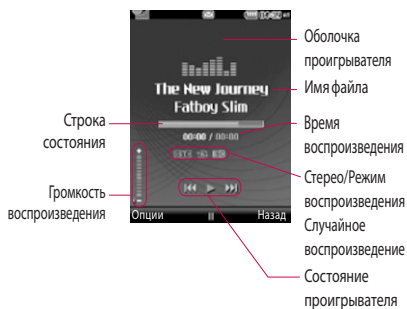 Оболочка
проигрывателя
The New Journey
Fatboy Slim
Имя файла
Строка
состояния
00:00 / 00:00
Время
воспроизведения
Стерео/Режим
воспроизведения
Громкость
воспроизведения
Случайное
воспроизведение
Опции
Назад
Состояние
проигрывателя